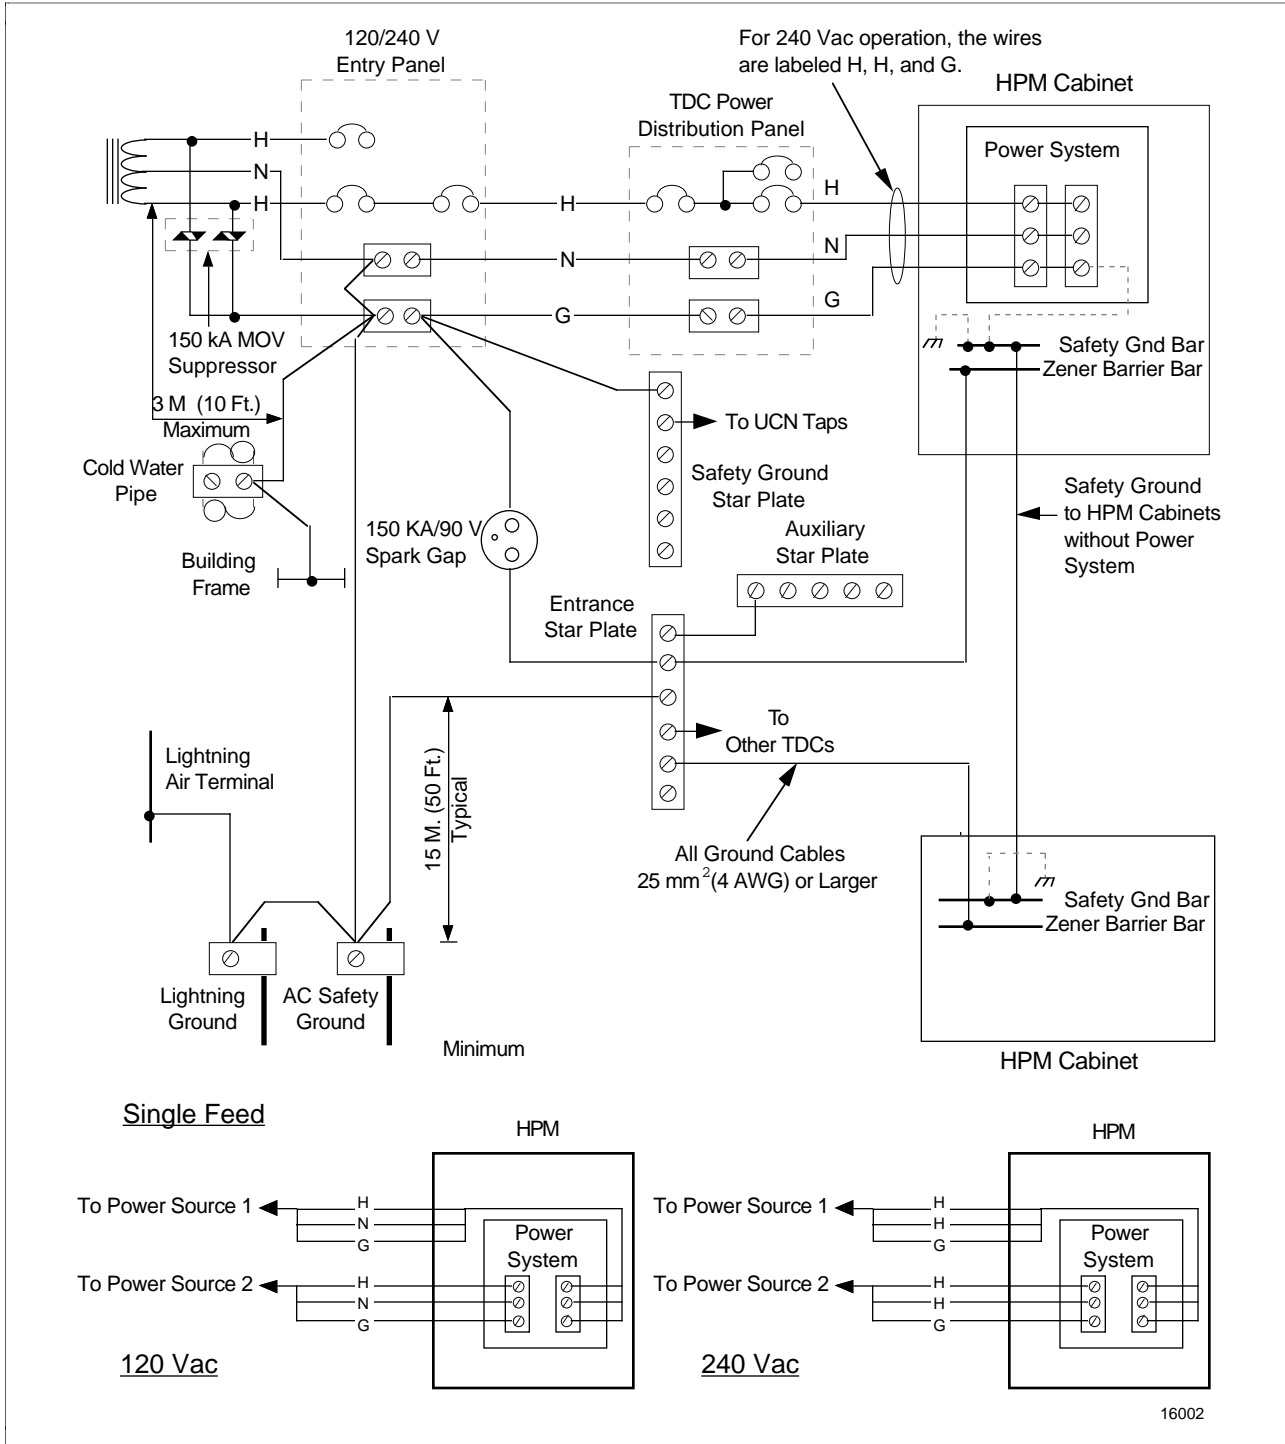 120/240 V
Entry Panel
For 240 Vac operation, the wires
are labeled H, H, and G.
HPM Cabinet
TDC Power
Distribution Panel
Power System
H
N
H
H
H
N
N
G
G
150 kA MOV
Suppressor
Safety Gnd Bar
Zener Barrier Bar
3 M (10 Ft.)
Maximum
To UCN Taps
Cold Water
Pipe
Safety Ground
Star Plate
Safety Ground
to HPM Cabinets
without Power
System
150 KA/90 V
Spark Gap
Auxiliary
Star Plate
Building
Frame
Entrance
Star Plate
To
Other TDCs
Lightning
Air Terminal
15 M. (50 Ft.)
Typical
All Ground Cables
25 mm2(4 AWG) or Larger
Safety Gnd Bar
Zener Barrier Bar
Lightning
Ground
AC Safety
Ground
Minimum
HPM Cabinet
Single Feed
HPM
HPM
To Power Source 1
H
N
G
Power
System
To Power Source 2
H
N
G
120 Vac
To Power Source 1
H
H
G
Power
System
To Power Source 2
H
H
G
240 Vac
16002